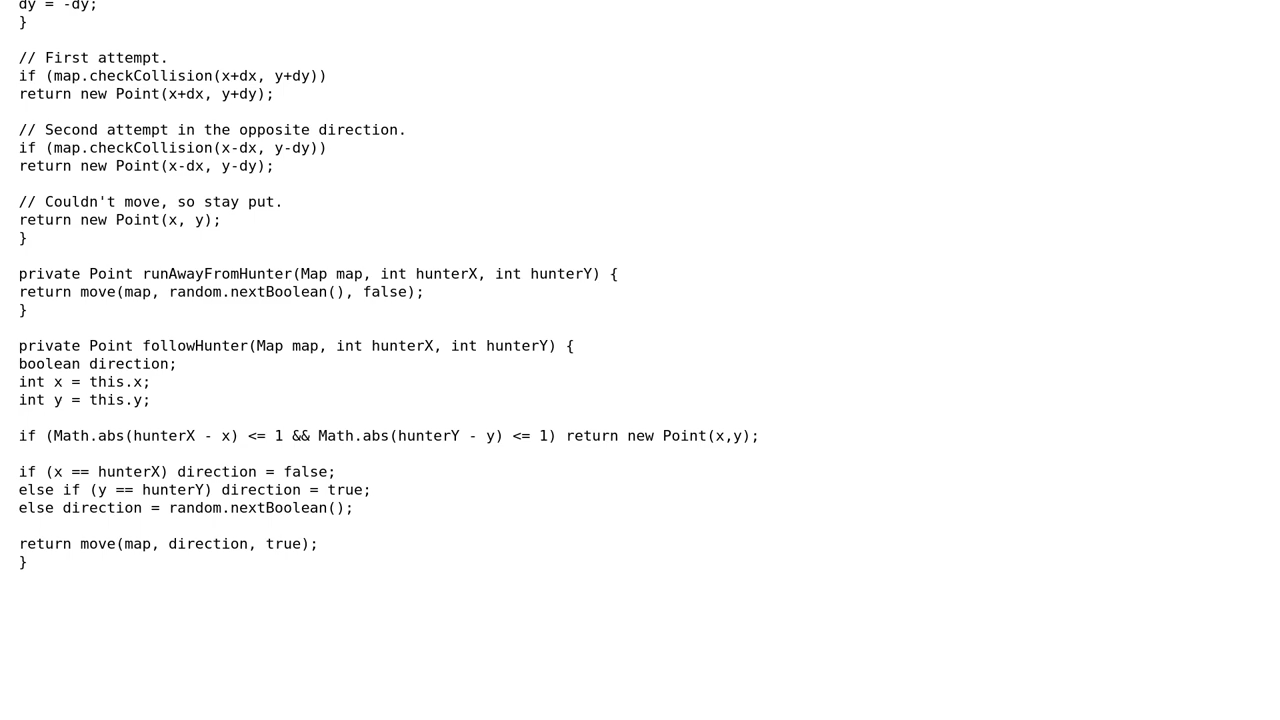 dy = -dy;
}
// First attempt.
if (map.checkCollision(x+dx, y+dy))
return new Point(x+dx, y+dy);
// Second attempt in the opposite direction.
if (map.checkCollision(x-dx, y-dy))
return new Point(x-dx, y-dy);
// Couldn't move, so stay put.
return new Point(x, y);
}
private Point runAwayFromHunter(Map map, int hunterX, int hunterY) {
return move(map, random.nextBoolean(), false);
}
private Point followHunter(Map map, int hunterX, int hunterY) {
boolean direction;
int x = this.x;
int y = this.y;
if (Math.abs(hunterX - x) <= 1 && Math.abs(hunterY - y) <= 1) return new Point(x,y);
if (x == hunterX) direction = false;
else if (y == hunterY) direction = true;
else direction = random.nextBoolean();
return move(map, direction, true);
}